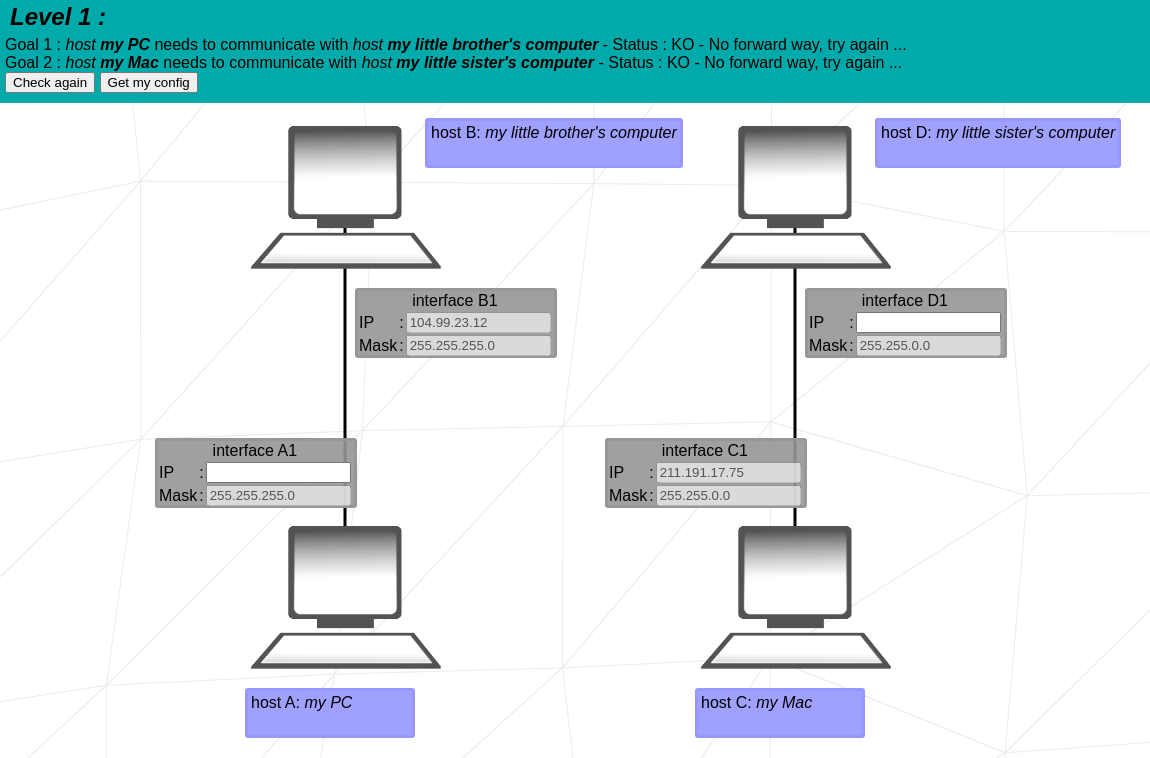 Level 1 :
Goal 1 : host my PC needs to communicate with host my little brother's computer - Status : KO - No forward way, try again ...
Goal 2 : host my Mac needs to communicate with host my little sister's computer - Status : KO - No forward way, try again ...
Check again Get my config
host B: my little brother's computer
host D: my little sister's computer
interface B1
IP : 104.99.23.12
Mask : 255.255.255.0
interface D1
IP :
Mask : 255.255.0.0
interface A1
IP :
Mask : 255.255.255.0
interface C1
IP : 211.191.17.75
Mask : 255.255.0.0
host A: my PC
host C: my Mac